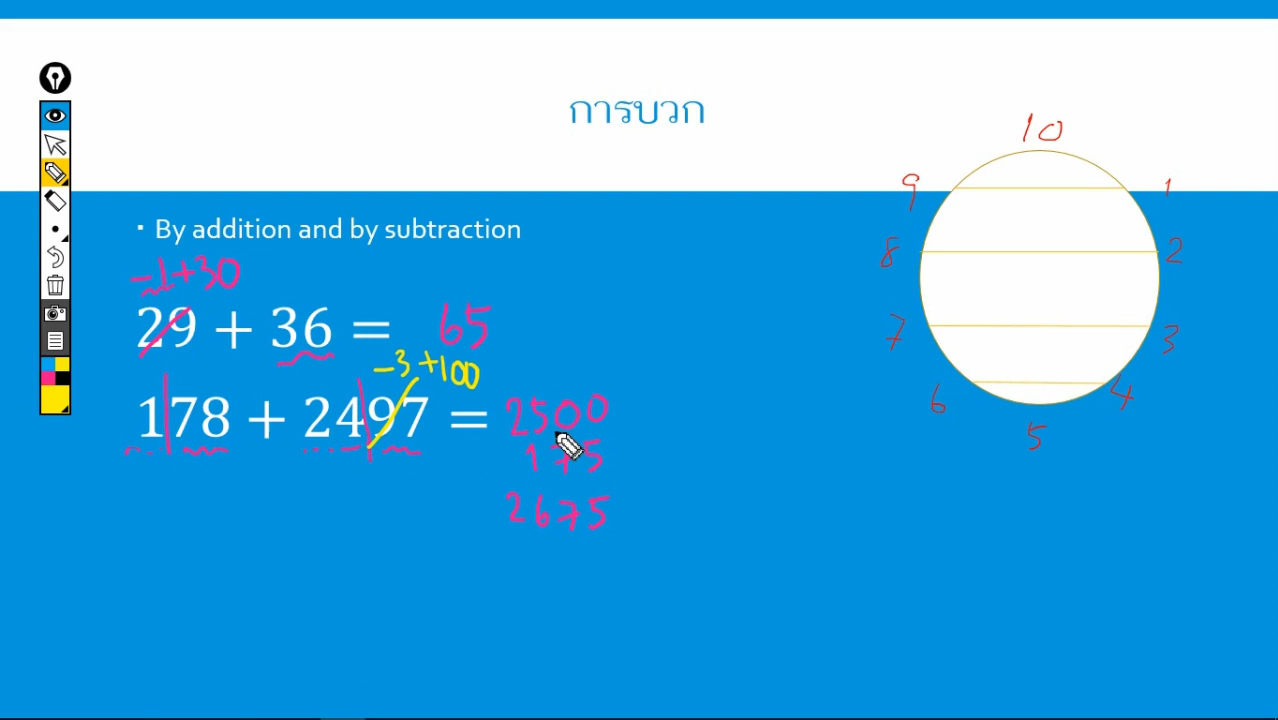 การบวก
▪ By addition and by subtraction
-1+30
29 + 36 = 65
-3+100
178 + 2497 = 2500
175
2675
10
9 1
8 2
7 3
6 4
5